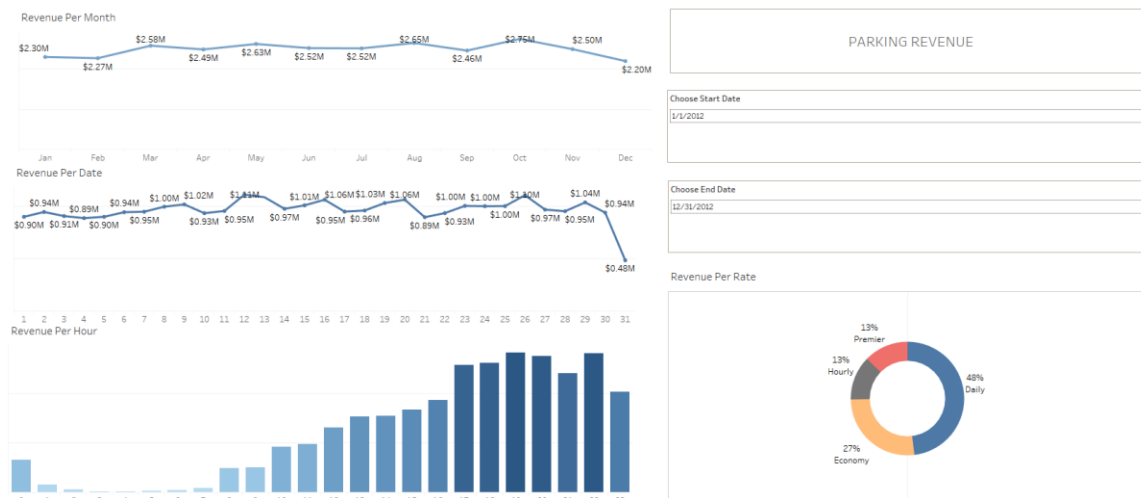 Revenue Per Month
$2.30M
$2.27M
$2.58M
$2.49M
$2.63M
$2.52M
$2.52M
$2.65M
$2.46M
$2.75M
$2.50M
$2.20M
Jan Feb Mar Apr May Jun Jul Aug Sep Oct Nov Dec
Revenue Per Date
$0.94M $0.89M $0.94M $1.00M $1.02M $1.01M $1.06M $1.03M $1.06M $1.00M $1.00M $1.04M $0.94M
$0.90M $0.91M $0.90M $0.95M $0.93M $0.95M $0.97M $0.95M $0.96M $0.89M $0.93M $1.00M $0.97M $0.95M
$0.48M
1 2 3 4 5 6 7 8 9 10 11 12 13 14 15 16 17 18 19 20 21 22 23 24 25 26 27 28 29 30 31
Revenue Per Hour
PARKING REVENUE
Choose Start Date
1/1/2012
Choose End Date
12/31/2012
Revenue Per Rate
13%
Premier
13%
Hourly
48%
Daily
27%
Economy